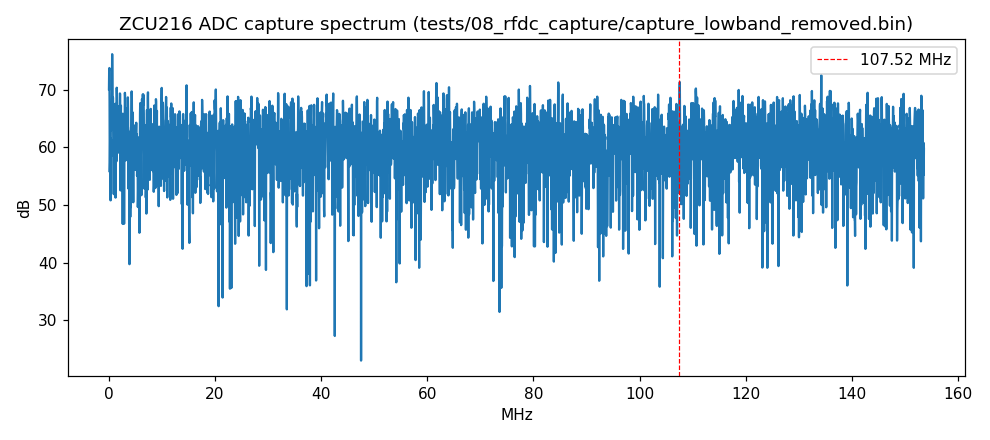 ZCU216 ADC capture spectrum (tests/08_rfdc_capture/capture_lowband_removed.bin)
107.52 MHz
70
60
50
40
30
dB
0 20 40 60 80 100 120 140 160
MHz